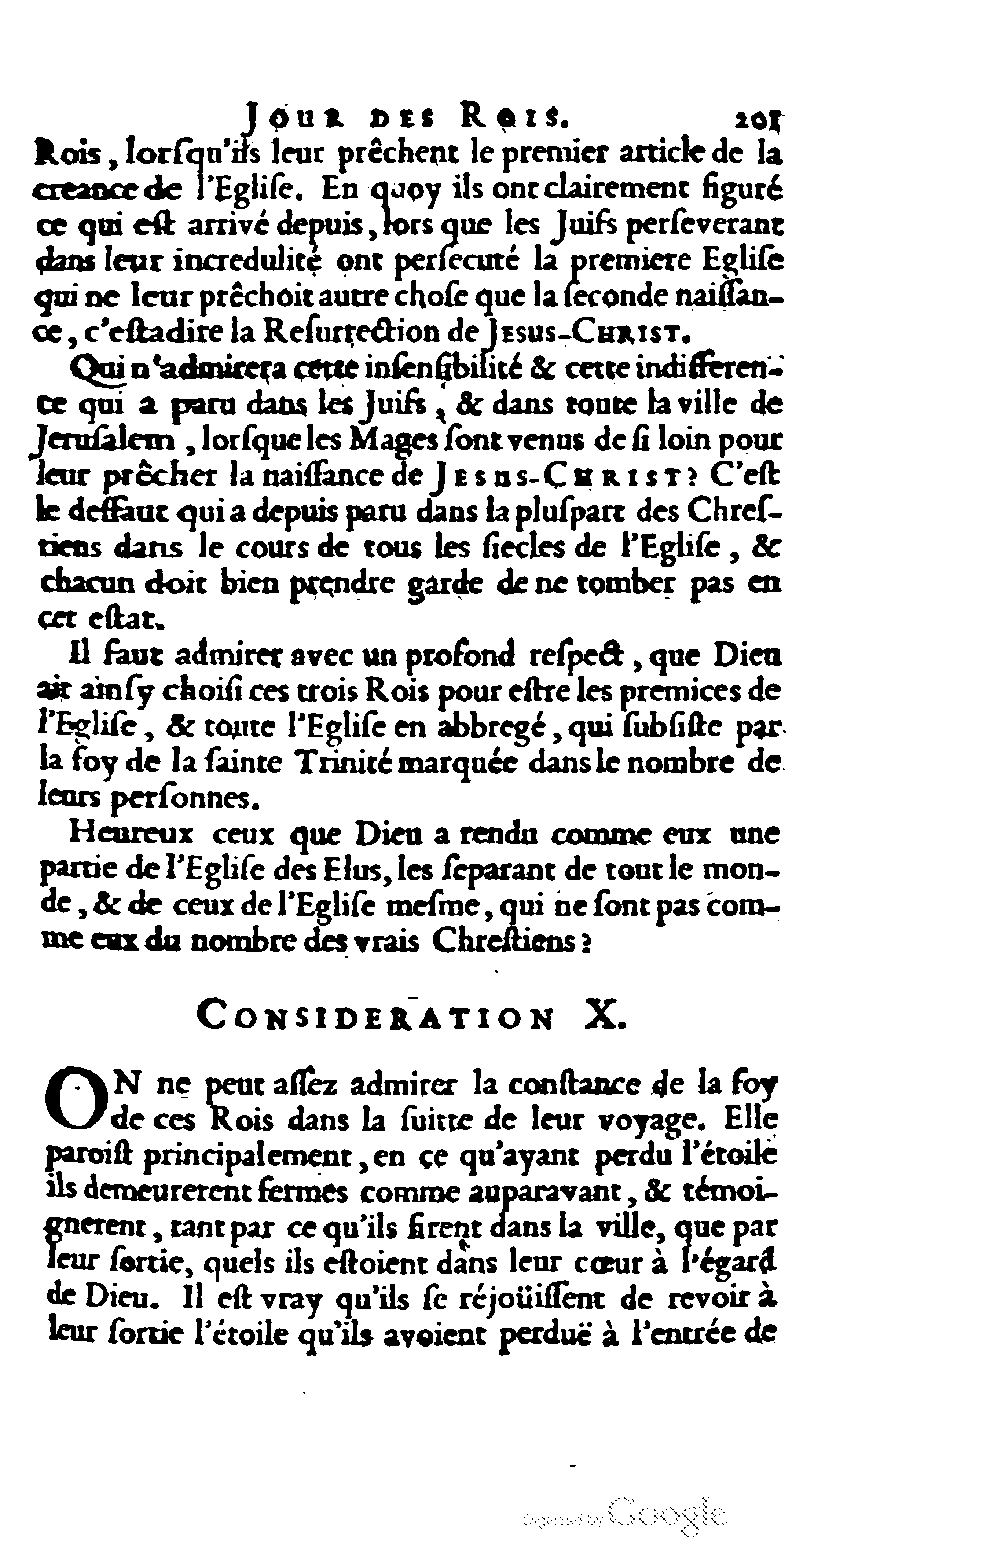 JOUR DES ROIS. 205
Rois, lorſqu'ils leur prêchent le premier article de la
creance de l'Egliſe. En quoy ils ont clairement figuré
ce qui eſt arrivé depuis, lors que les Juifs perſeverant
dans leur incredulité ont perſecuté la premiere Egliſe
qui ne leur prêchoit autre choſe que la ſeconde naiſſan-
ce, c'eſtadire la Reſurrection de JESUS-CHRIST.
Qui n'admirera cette inſenſibilité & cette indifferen-
ce qui a paru dans les Juifs, & dans toute la ville de
Jeruſalem, lorſque les Mages ſont venus de ſi loin pour
leur prêcher la naiſſance de JESUS-CHRIST? C'eſt
le deffaut qui a depuis paru dans la pluſpart des Chreſ-
tiens dans le cours de tous les ſiecles de l'Egliſe, &
chacun doit bien prendre garde de ne tomber pas en
cet eſtat.
Il faut admirer avec un profond reſpect, que Dieu
ait ainſy choiſi ces trois Rois pour eſtre les premices de
l'Egliſe, & toute l'Egliſe en abbregé, qui ſubſiſte par
la foy de la ſainte Trinité marquée dans le nombre de
leurs perſonnes.
Heureux ceux que Dieu a rendu comme eux une
partie de l'Egliſe des Elus, les ſeparant de tout le mon-
de, & de ceux de l'Egliſe meſme, qui ne ſont pas com-
me eux du nombre des vrais Chreſtiens?
CONSIDERATION X.
ON ne peut aſſez admirer la conſtance de la foy
de ces Rois dans la ſuitte de leur voyage. Elle
paroiſt principalement, en ce qu'ayant perdu l'étoile
ils demeurerent fermes comme auparavant, & témoi-
gnerent, tant par ce qu'ils firent dans la ville, que par
leur ſortie, quels ils eſtoient dans leur cœur à l'égard
de Dieu. Il eſt vray qu'ils ſe réjoüiſſent de revoir à
leur ſortie l'étoile qu'ils avoient perduë à l'entrée de
Digitized by Google